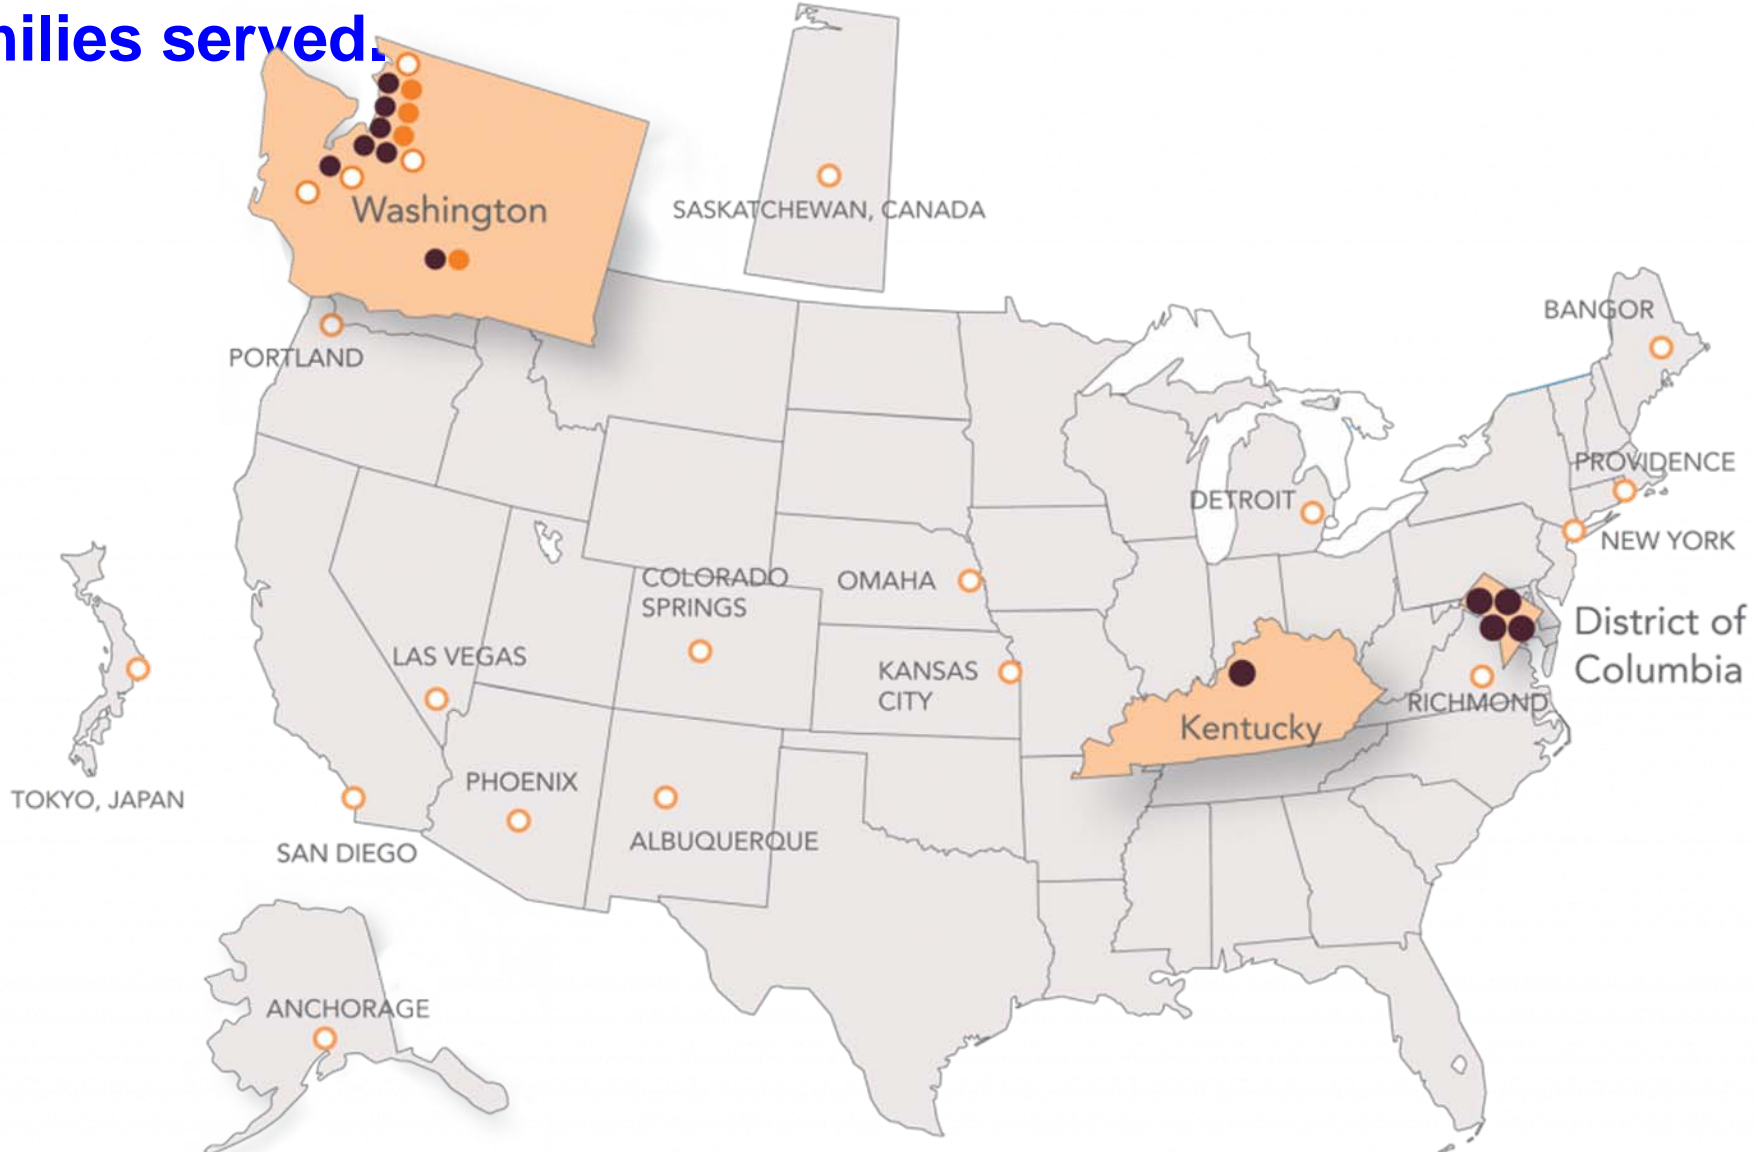 milies served.
Washington
SASKATCHEWAN, CANADA
BANGOR
PORTLAND
PROVIDENCE
DETROIT
NEW YORK
COLORADO
SPRINGS
OMAHA
District of
Columbia
LAS VEGAS
KANSAS
CITY
RICHMOND
Kentucky
PHOENIX
TOKYO, JAPAN
ALBUQUERQUE
SAN DIEGO
ANCHORAGE